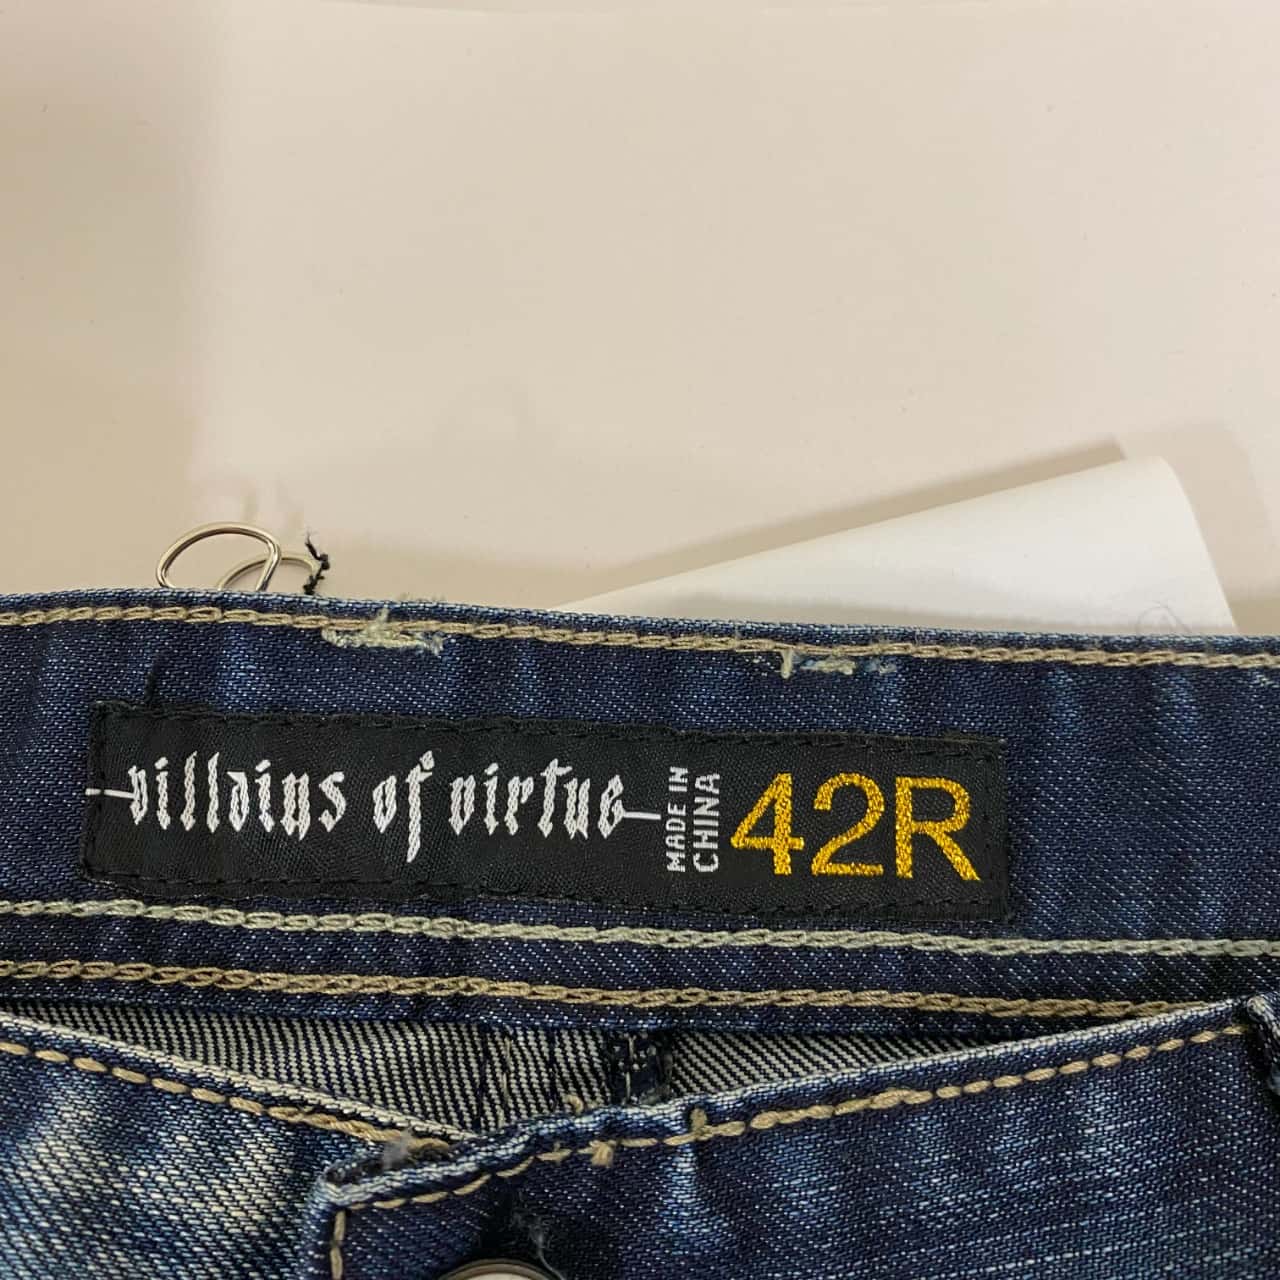 villains of virtue
MADE IN
CHINA
42R